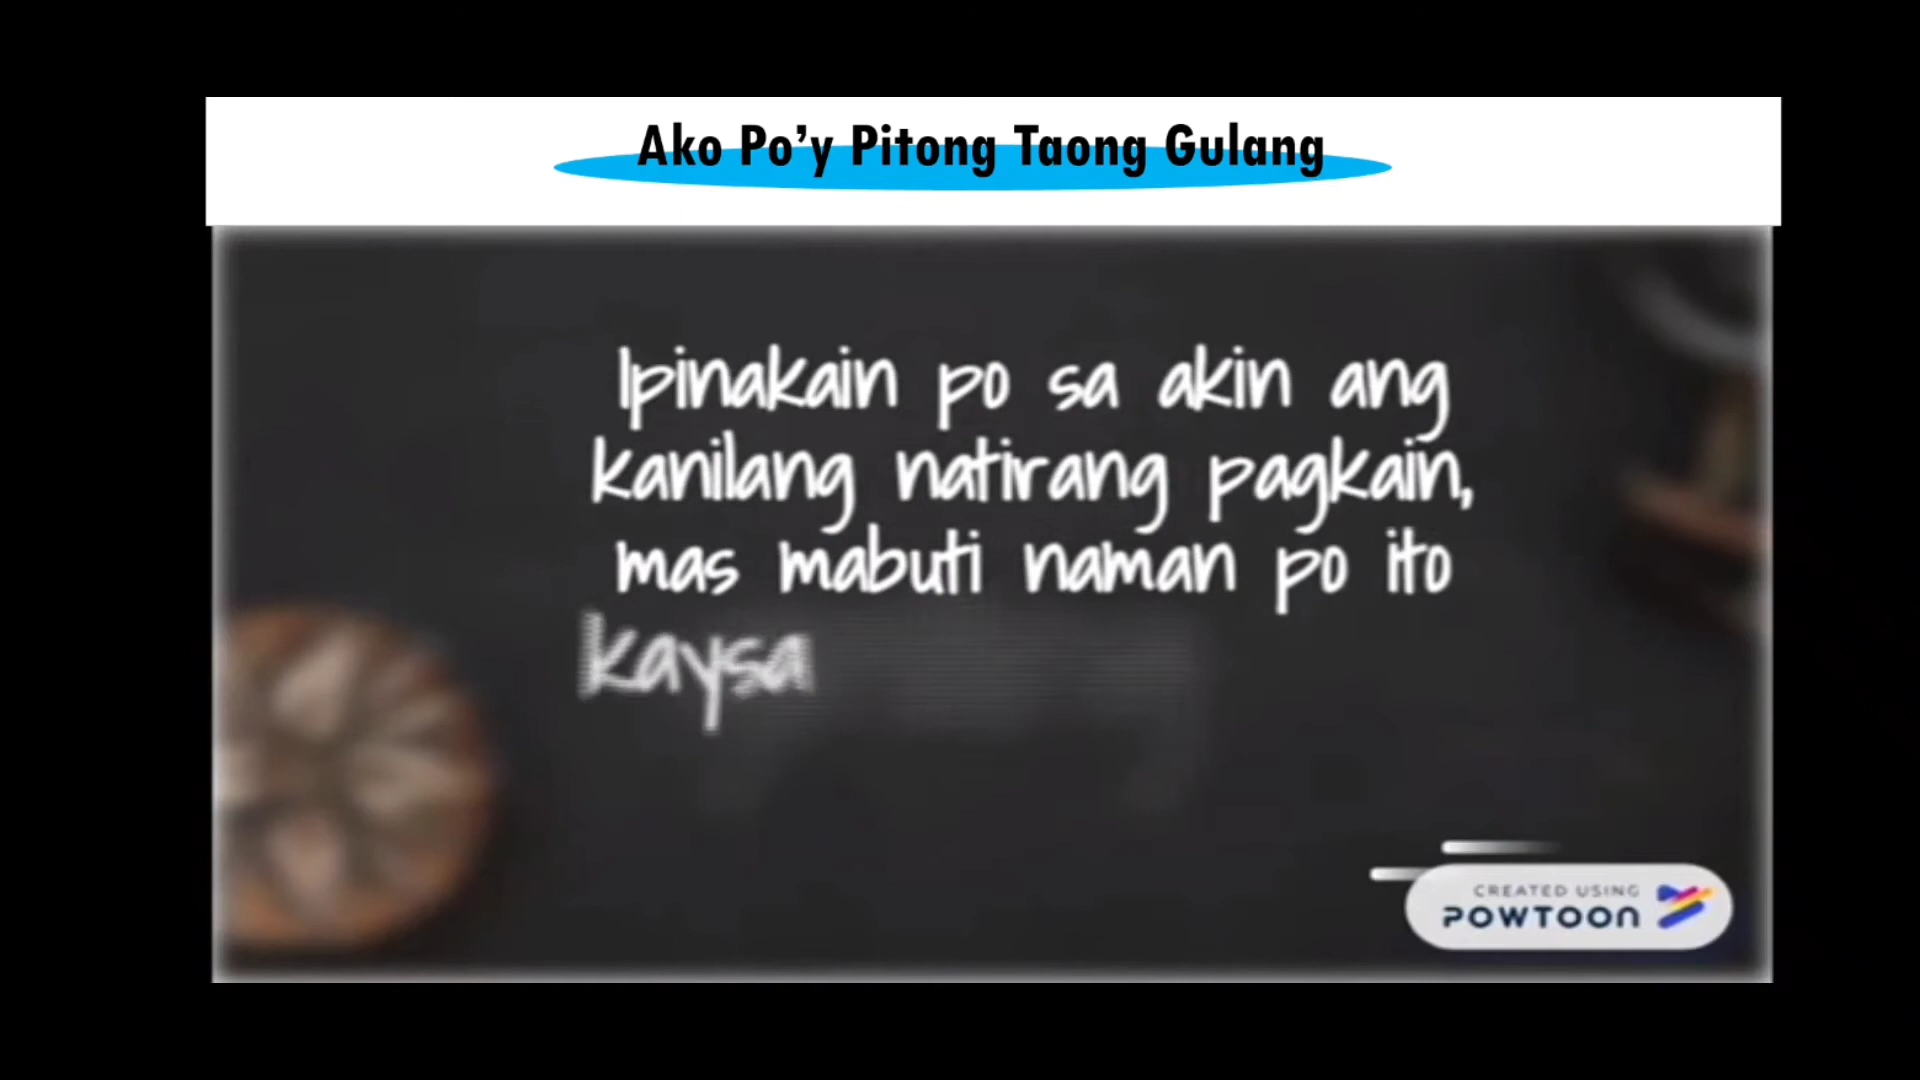 Ako Po’y Pitong Taong Gulang
Ipinakain po sa akin ang
kanilang natirang pagkain,
mas mabuti naman po ito
kaysa
CREATED USING
POWTOON